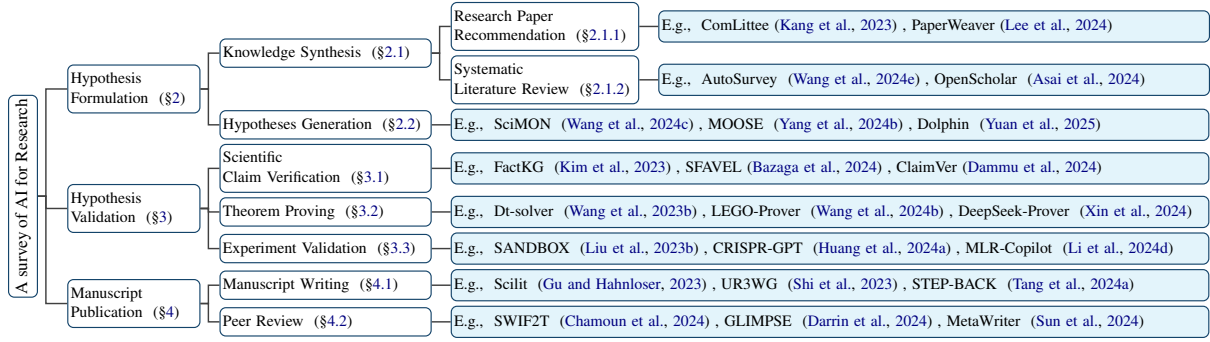 A survey of AI for Research
Hypothesis
Formulation (§2)
Knowledge Synthesis (§2.1)
Research Paper
Recommendation (§2.1.1)
E.g., ComLittee (Kang et al., 2023) , PaperWeaver (Lee et al., 2024)
Systematic
Literature Review (§2.1.2)
E.g., AutoSurvey (Wang et al., 2024e) , OpenScholar (Asai et al., 2024)
Hypotheses Generation (§2.2)
E.g., SciMON (Wang et al., 2024c) , MOOSE (Yang et al., 2024b) , Dolphin (Yuan et al., 2025)
Hypothesis
Validation (§3)
Scientific
Claim Verification (§3.1)
E.g., FactKG (Kim et al., 2023) , SFAVEL (Bazaga et al., 2024) , ClaimVer (Dammu et al., 2024)
Theorem Proving (§3.2)
E.g., Dt-solver (Wang et al., 2023b) , LEGO-Prover (Wang et al., 2024b) , DeepSeek-Prover (Xin et al., 2024)
Experiment Validation (§3.3)
E.g., SANDBOX (Liu et al., 2023b) , CRISPR-GPT (Huang et al., 2024a) , MLR-Copilot (Li et al., 2024d)
Manuscript
Publication (§4)
Manuscript Writing (§4.1)
E.g., Scilit (Gu and Hahnloser, 2023) , UR3WG (Shi et al., 2023) , STEP-BACK (Tang et al., 2024a)
Peer Review (§4.2)
E.g., SWIF2T (Chamoun et al., 2024) , GLIMPSE (Darrin et al., 2024) , MetaWriter (Sun et al., 2024)